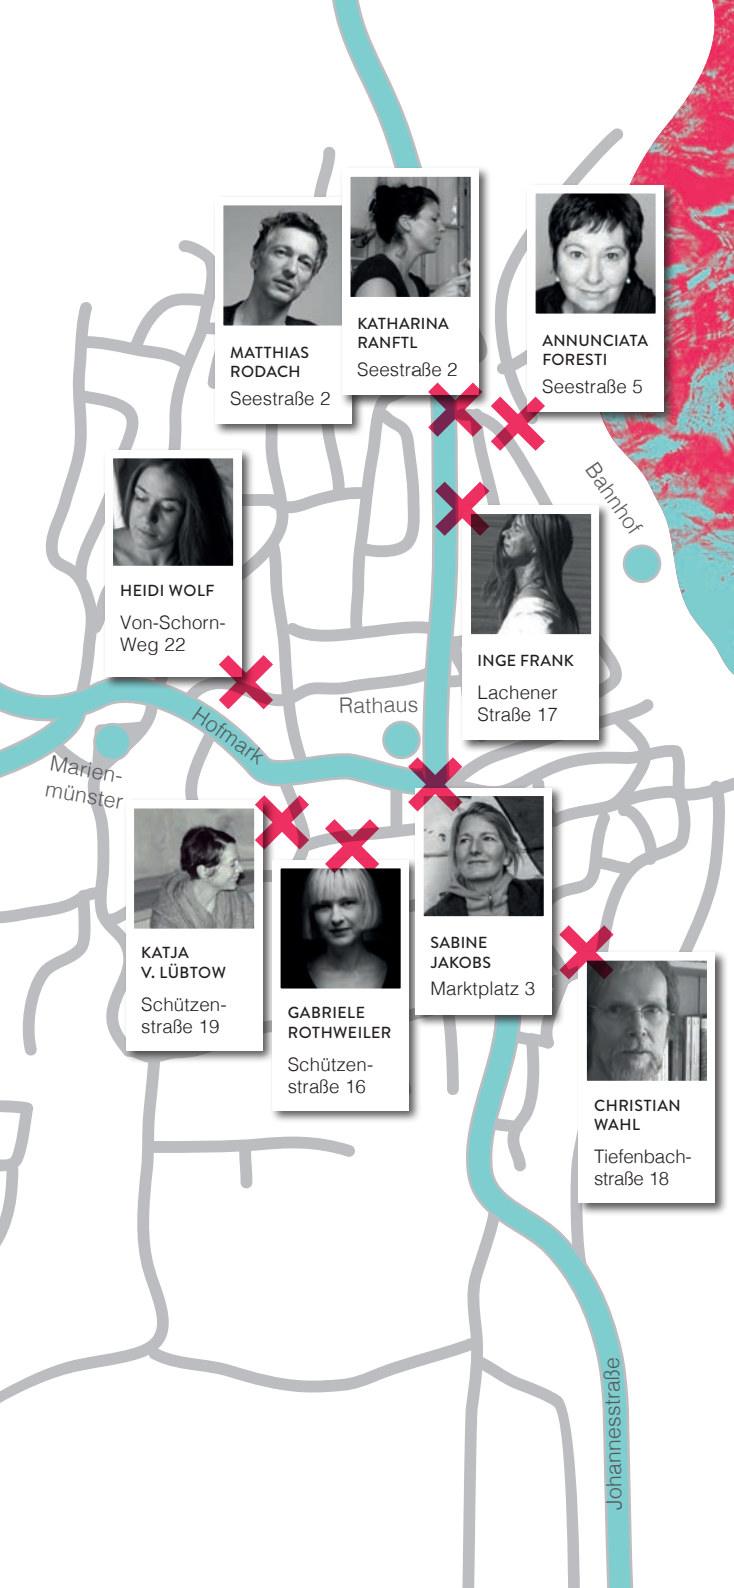 MATTHIAS
RODACH
Seestraße 2
KATHARINA
RANFTL
Seestraße 2
ANNUNCIATA
FORESTI
Seestraße 5
Bahnhof
HEIDI WOLF
Von-Schorn-
Weg 22
INGE FRANK
Lachener
Straße 17
Rathaus
Hofmark
Marien-
münster
KATJA
V. LÜBTOW
Schützen-
straße 19
GABRIELE
ROTHWEILER
Schützen-
straße 16
SABINE
JAKOBS
Marktplatz 3
CHRISTIAN
WAHL
Tiefenbach-
straße 18
Johannesstraße